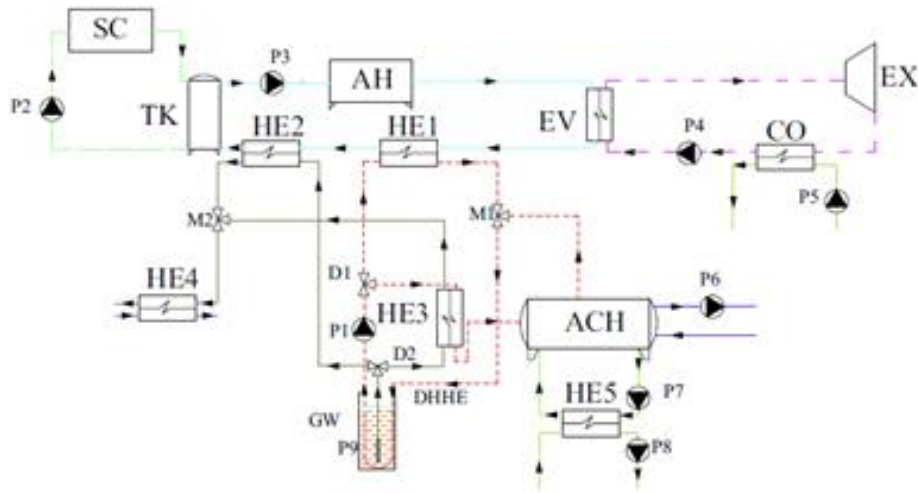 SC
P3
AH
EX
P2
TK
HE2
HE1
EV
P4
CO
P5
M2
M1
HE4
D1
P6
HE3
ACH
P1
D2
DHHE
P7
HE5
GW
P9
P8